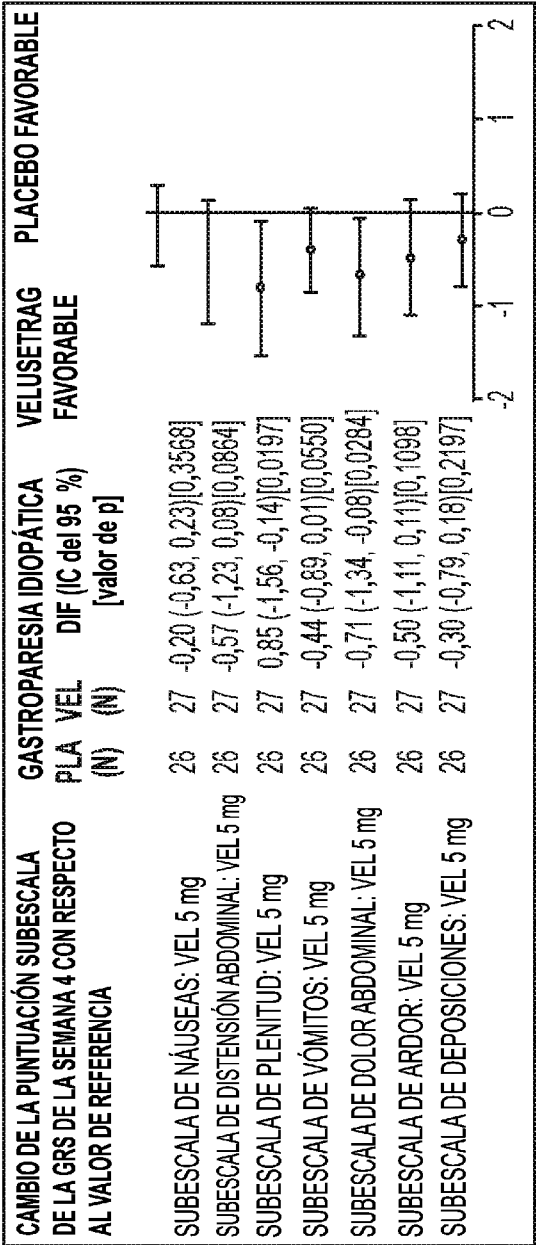 CAMBIO DE LA PUNTUACIÓN SUBESCALA
DE LA GRS DE LA SEMANA 4 CON RESPECTO
AL VALOR DE REFERENCIA
GASTROPARESIA IDIOPÁTICA
PLA VEL DIF (IC del 95 %)
(N) (N) [valor de p]
VELUSETRAG
FAVORABLE
PLACEBO FAVORABLE
SUBESCALA DE NÁUSEAS: VEL 5 mg 26 27 -0,20 (-0,63, 0,23)[0,3568]
SUBESCALA DE DISTENSIÓN ABDOMINAL: VEL 5 mg 26 27 -0,57 (-1,23, 0,08)[0,0864]
SUBESCALA DE PLENITUD: VEL 5 mg 26 27 0,85 (-1,56, -0,14)[0,0197]
SUBESCALA DE VÓMITOS: VEL 5 mg 26 27 -0,44 (-0,89, 0,01)[0,0550]
SUBESCALA DE DOLOR ABDOMINAL: VEL 5 mg 26 27 -0,71 (-1,34, -0,08)[0,0284]
SUBESCALA DE ARDOR: VEL 5 mg 26 27 -0,50 (-1,11, 0,11)[0,1098]
SUBESCALA DE DEPOSICIONES: VEL 5 mg 26 27 -0,30 (-0,79, 0,18)[0,2197]
-2 -1 0 1 2